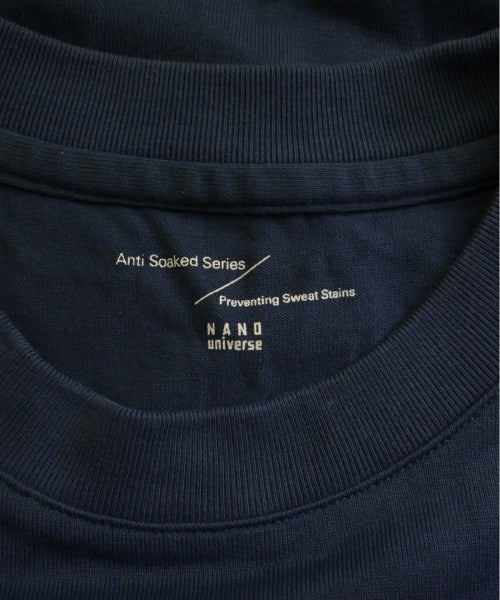 Anti Soaked Series
Preventing Sweat Stains
NANO
universe